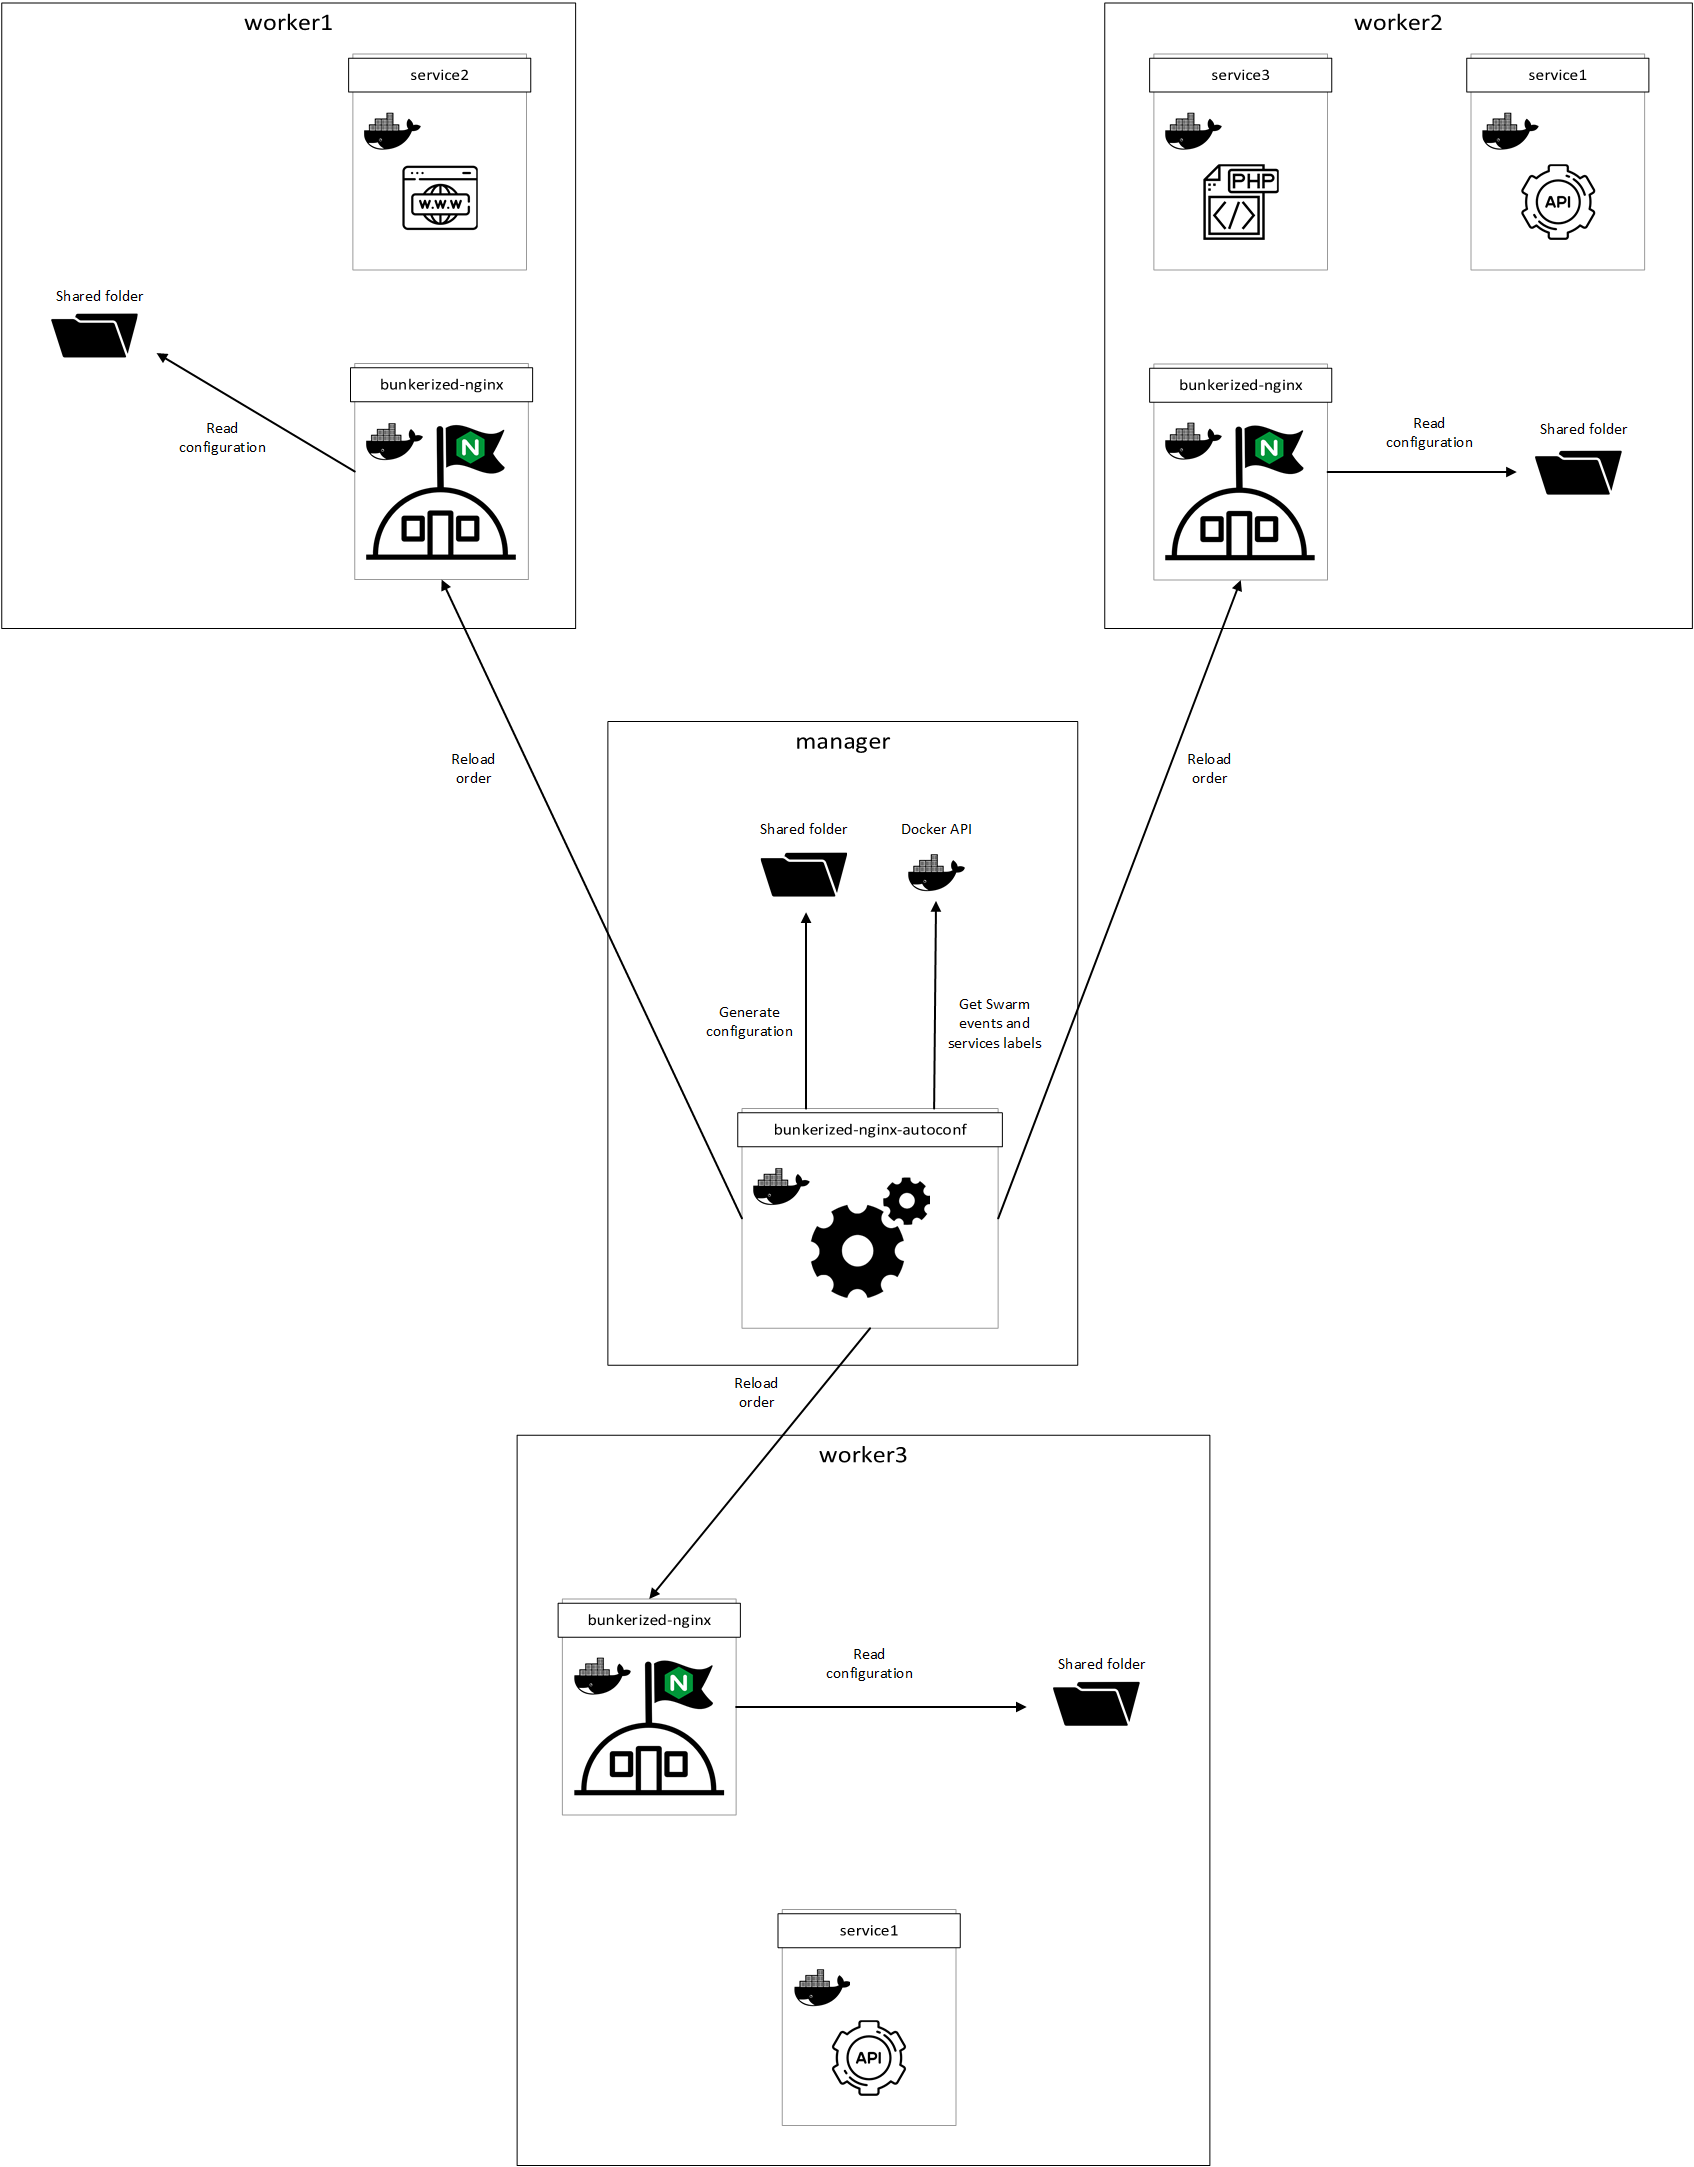 worker1
service2
W.W.W
Shared folder
bunkerized-nginx
Read
configuration
N
worker2
service3
service1
PHP
</>
API
bunkerized-nginx
Read
configuration
Shared folder
N
Reload
order
Reload
order
manager
Shared folder
Docker API
Generate
configuration
Get Swarm
events and
services labels
bunkerized-nginx-autoconf
Reload
order
worker3
bunkerized-nginx
N
Read
configuration
Shared folder
service1
API